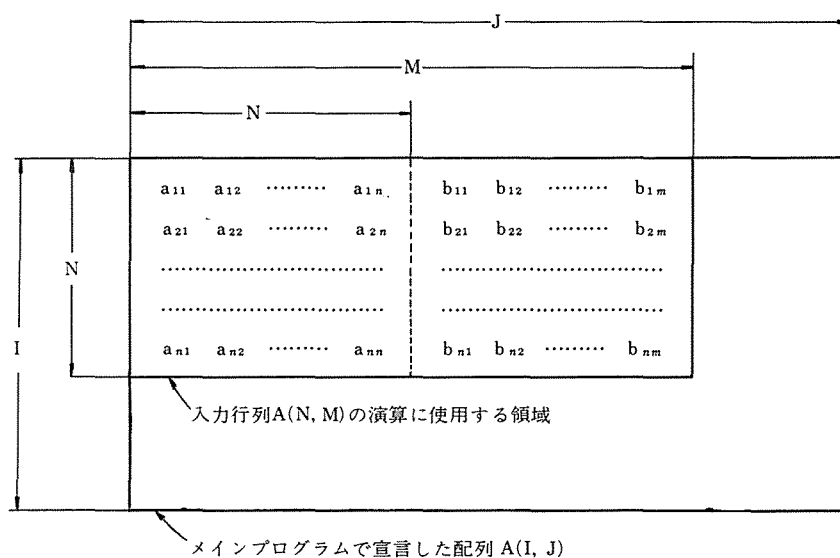 J
M
N
a11 a12 ……… a1n b11 b12 ……… b1m
a21 a22 ……… a2n b21 b22 ……… b2m
N
I
an1 an2 ……… ann bn1 bn2 ……… bnm
入力行列A(N, M)の演算に使用する領域
メインプログラムで宣言した配列 A(I, J)